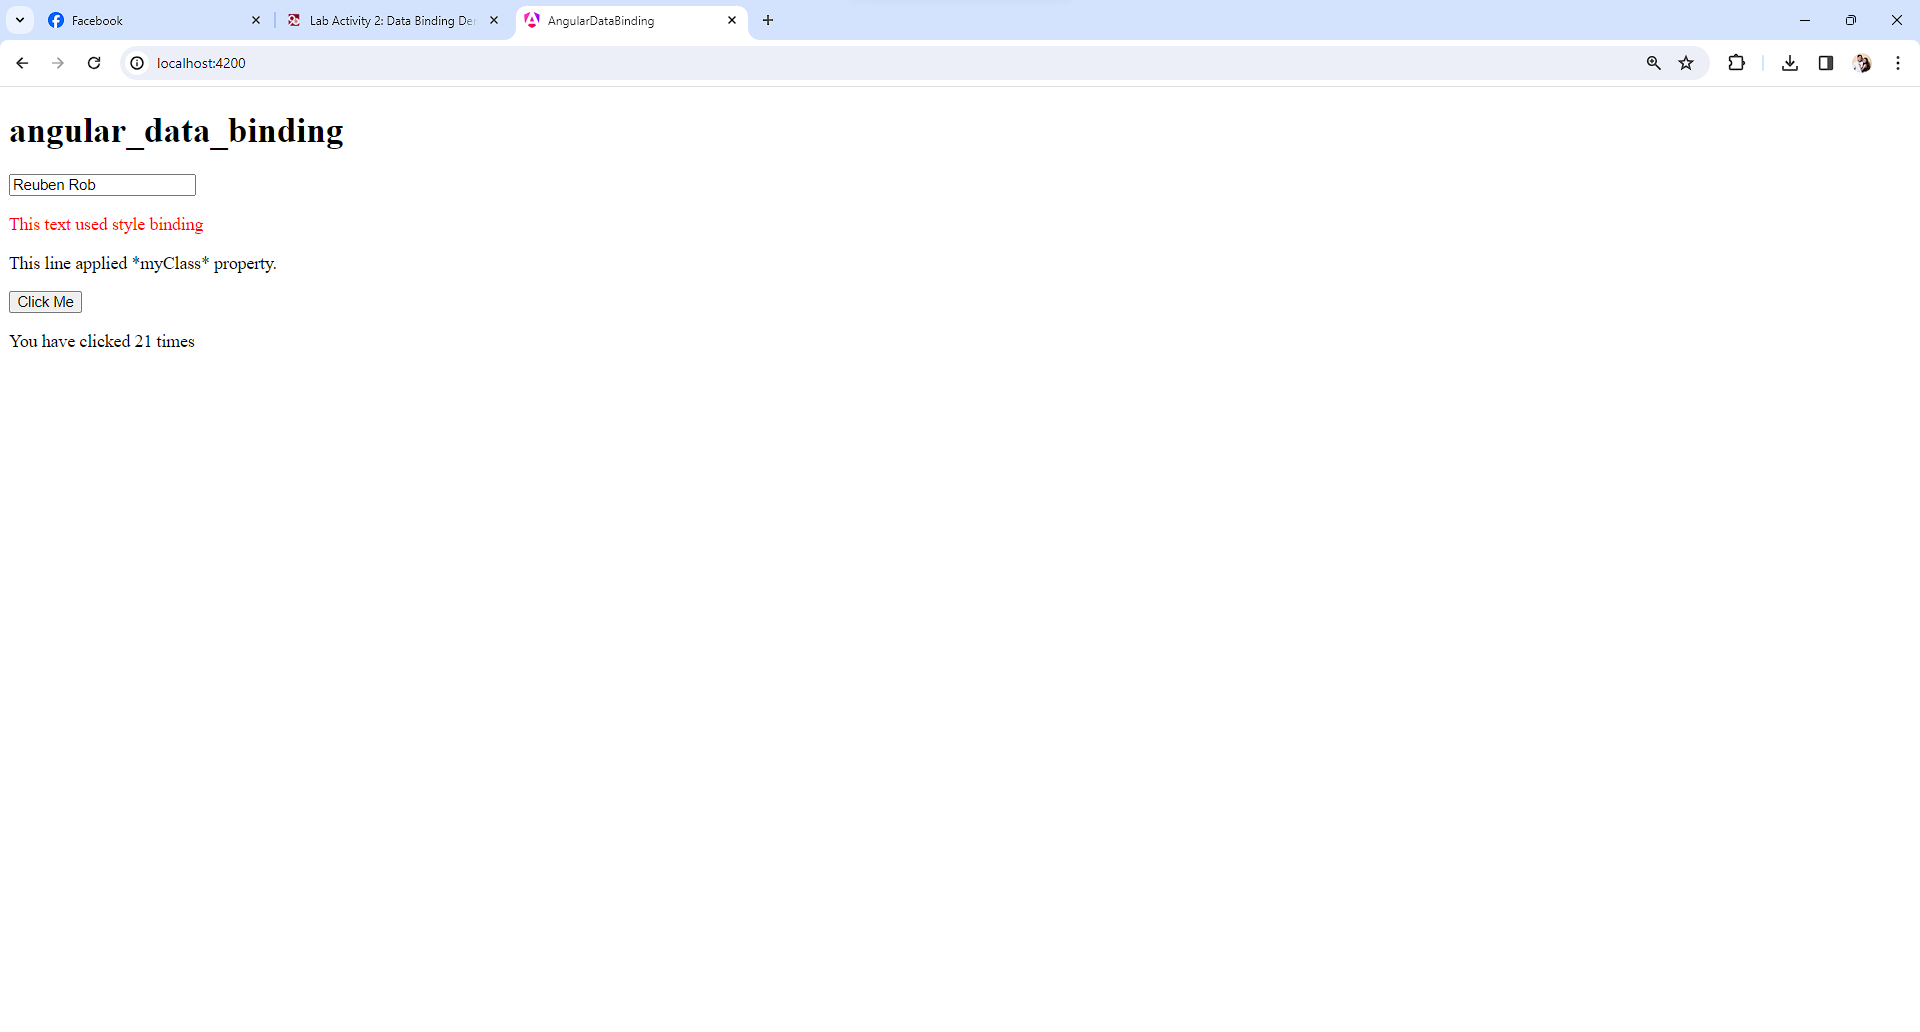 Facebook
Lab Activity 2: Data Binding De
AngularDataBinding
localhost:4200
angular_data_binding
Reuben Rob
This text used style binding
This line applied *myClass* property.
Click Me
You have clicked 21 times